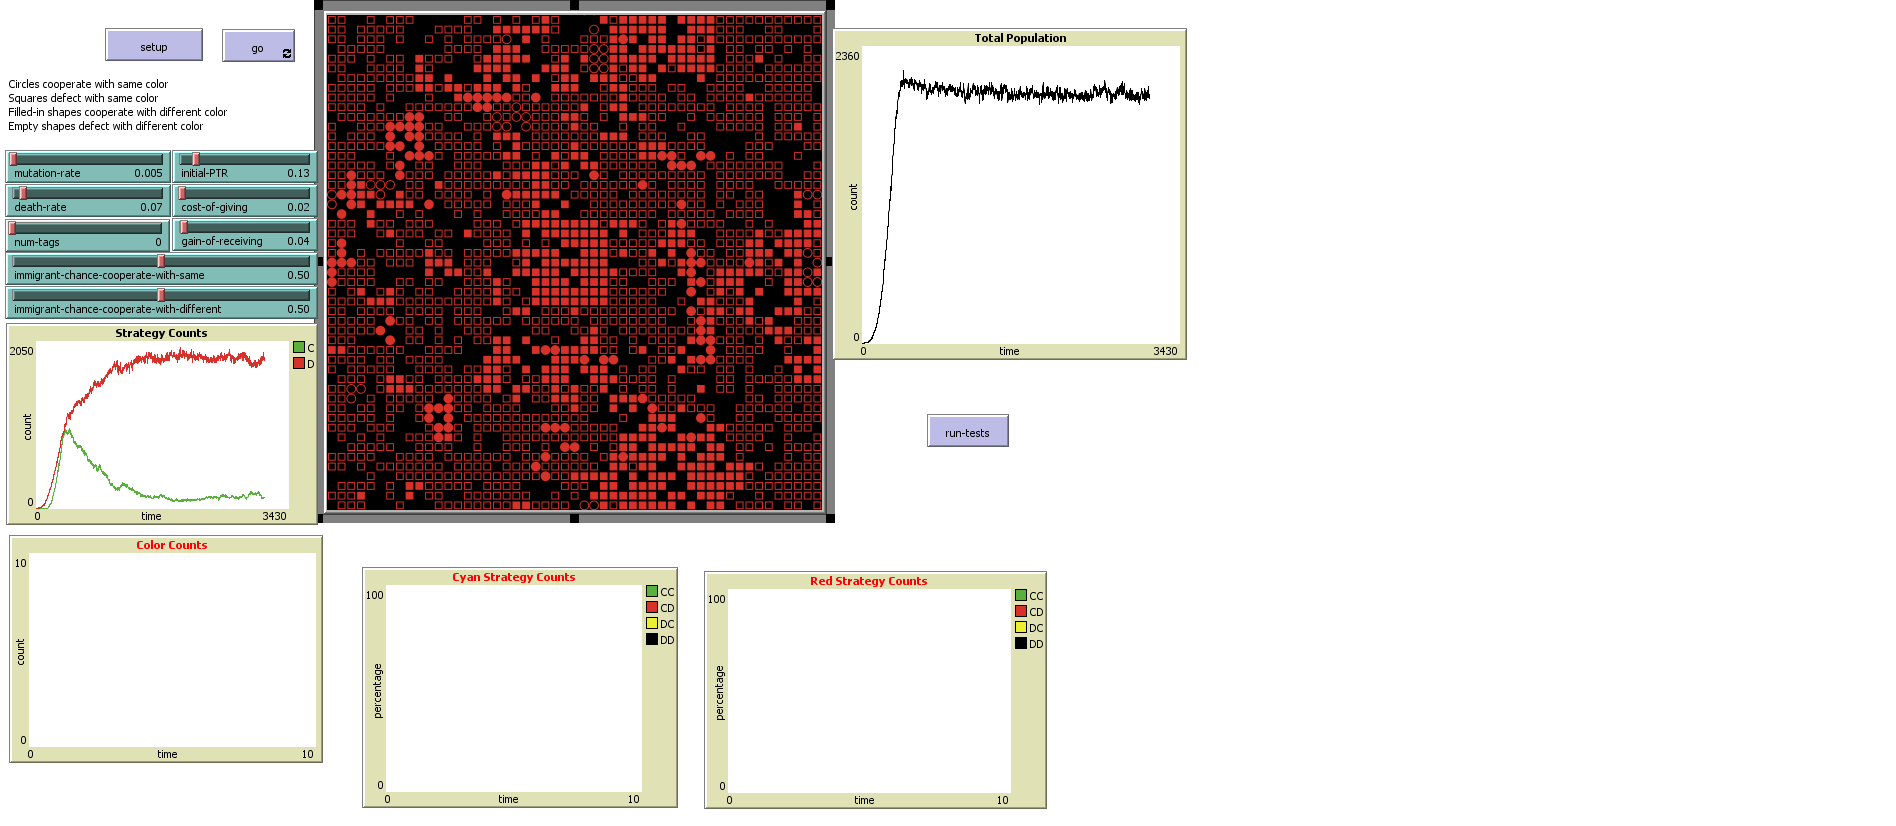 setup
go
Circles cooperate with same color
Squares defect with same color
Filled-in shapes cooperate with different color
Empty shapes defect with different color
mutation-rate 0.005
initial-PTR 0.13
death-rate 0.07
cost-of-giving 0.02
num-tags 0
gain-of-receiving 0.04
immigrant-chance-cooperate-with-same 0.50
immigrant-chance-cooperate-with-different 0.50
Strategy Counts
2050
count
0
0
time
3430
C
D
Total Population
2360
count
0
0
time
3430
run-tests
Color Counts
10
count
0
0
time
10
Cyan Strategy Counts
100
percentage
0
0
time
10
CC
CD
DC
DD
Red Strategy Counts
100
percentage
0
0
time
10
CC
CD
DC
DD